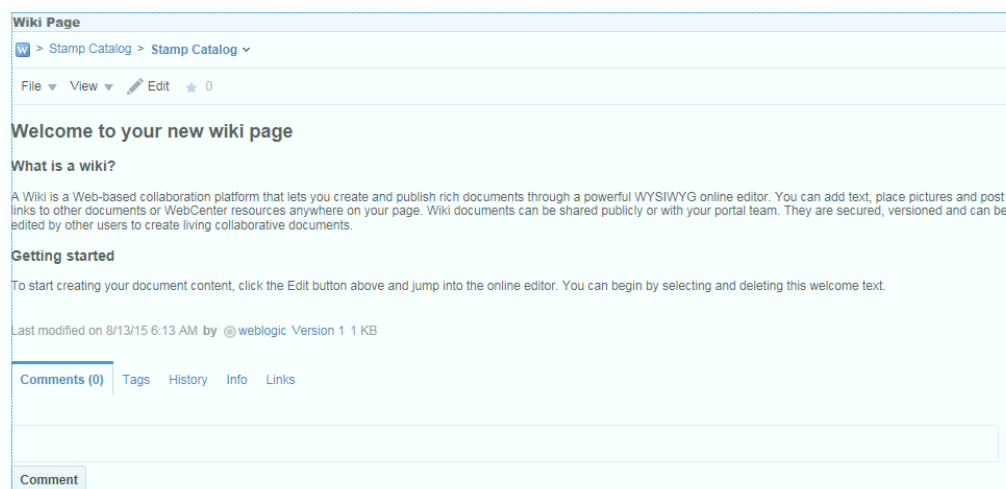 Wiki Page
W > Stamp Catalog > Stamp Catalog
File View Edit 0
Welcome to your new wiki page
What is a wiki?
A Wiki is a Web-based collaboration platform that lets you create and publish rich documents through a powerful WYSIWYG online editor. You can add text, place pictures and post
links to other documents or WebCenter resources anywhere on your page. Wiki documents can be shared publicly or with your portal team. They are secured, versioned and can be
edited by other users to create living collaborative documents.
Getting started
To start creating your document content, click the Edit button above and jump into the online editor. You can begin by selecting and deleting this welcome text.
Last modified on 8/13/15 6:13 AM by weblogic Version 1 1 KB
Comments (0) Tags History Info Links
Comment